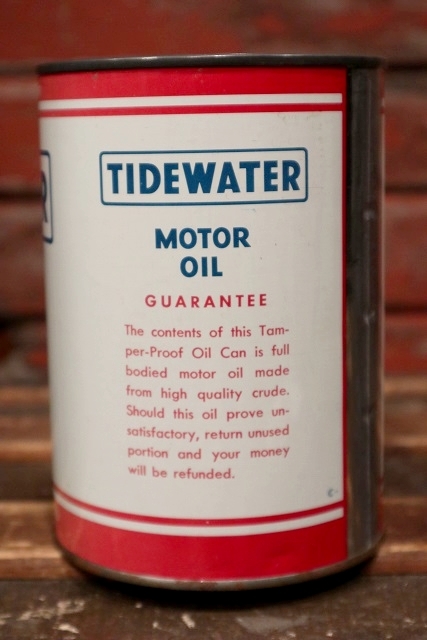 R
TIDEWATER
MOTOR
OIL
GUARANTEE
The contents of this Tam-
per-Proof Oil Can is full
bodied motor oil made
from high quality crude.
Should this oil prove un-
satisfactory, return unused
portion and your money
will be refunded.